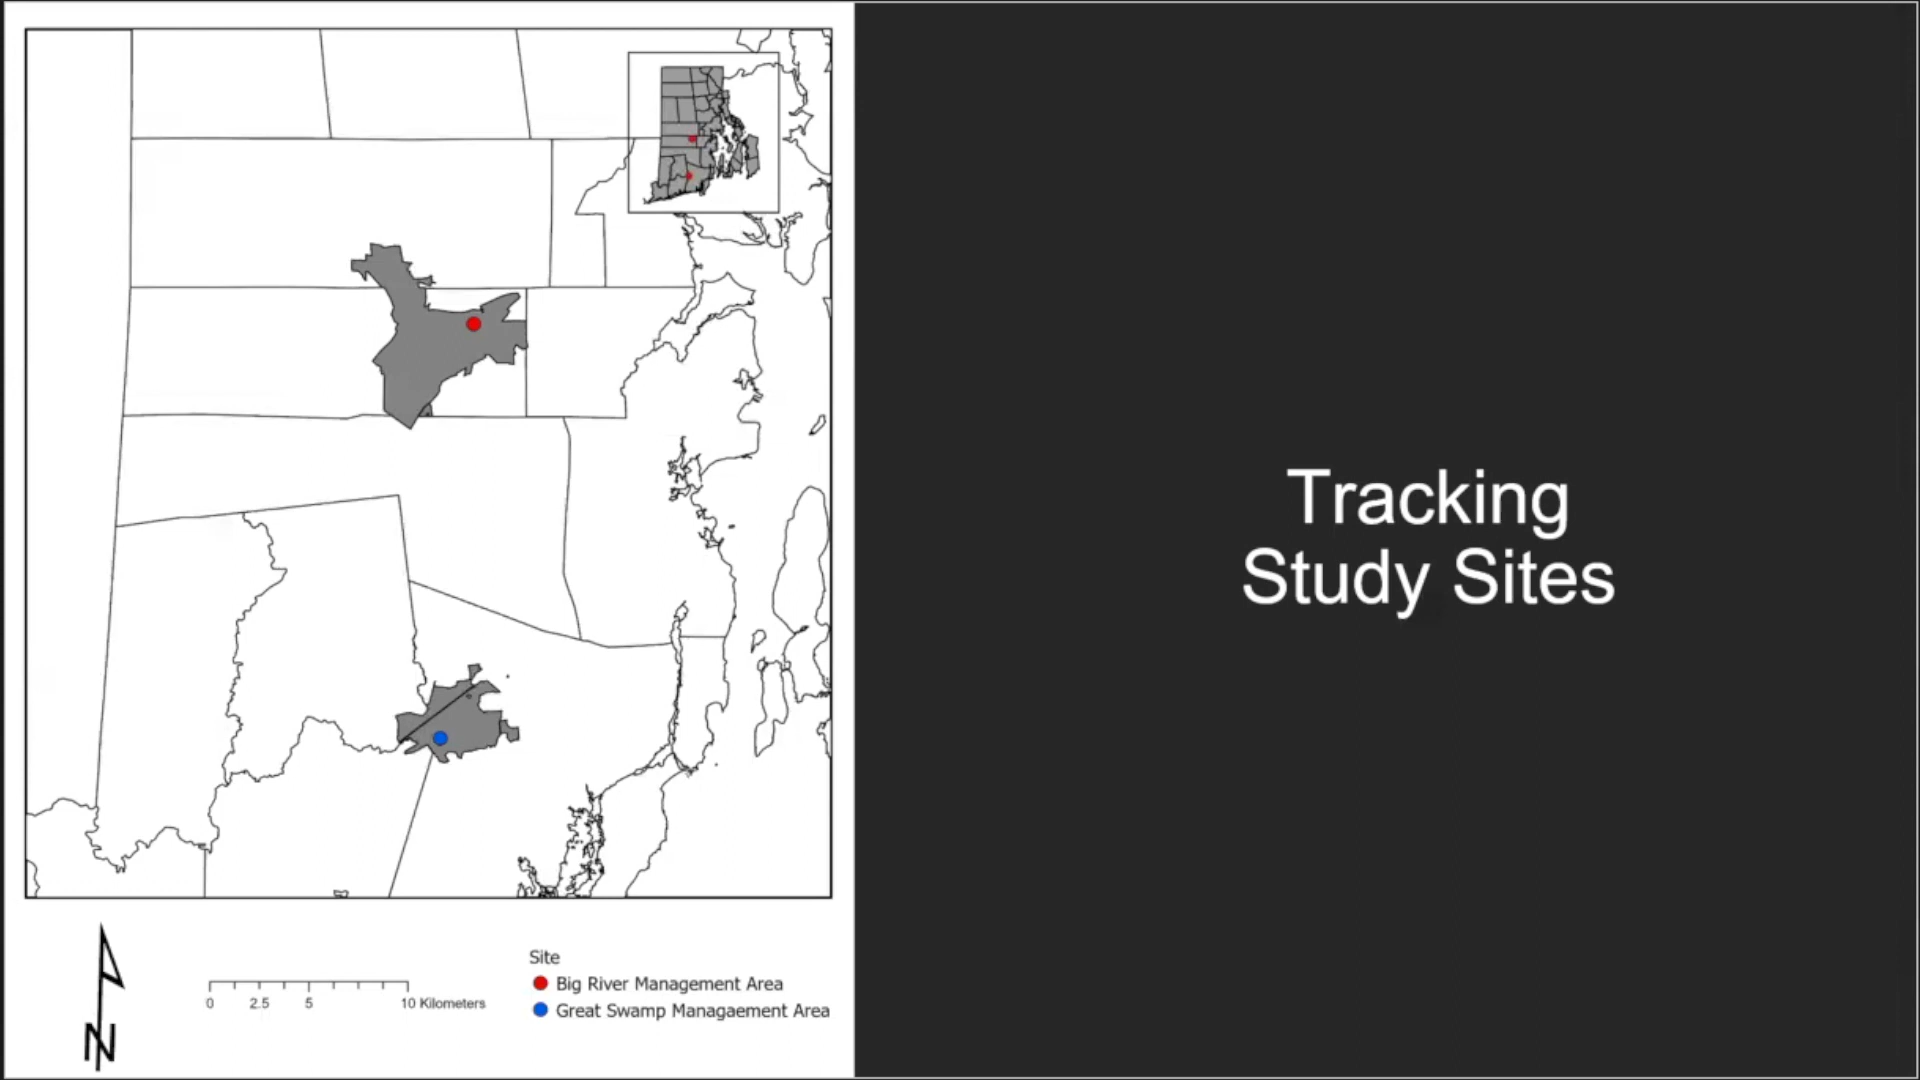 Tracking
Study Sites
N
0 2.5 5 10 Kilometers
Site
Big River Management Area
Great Swamp Managaement Area